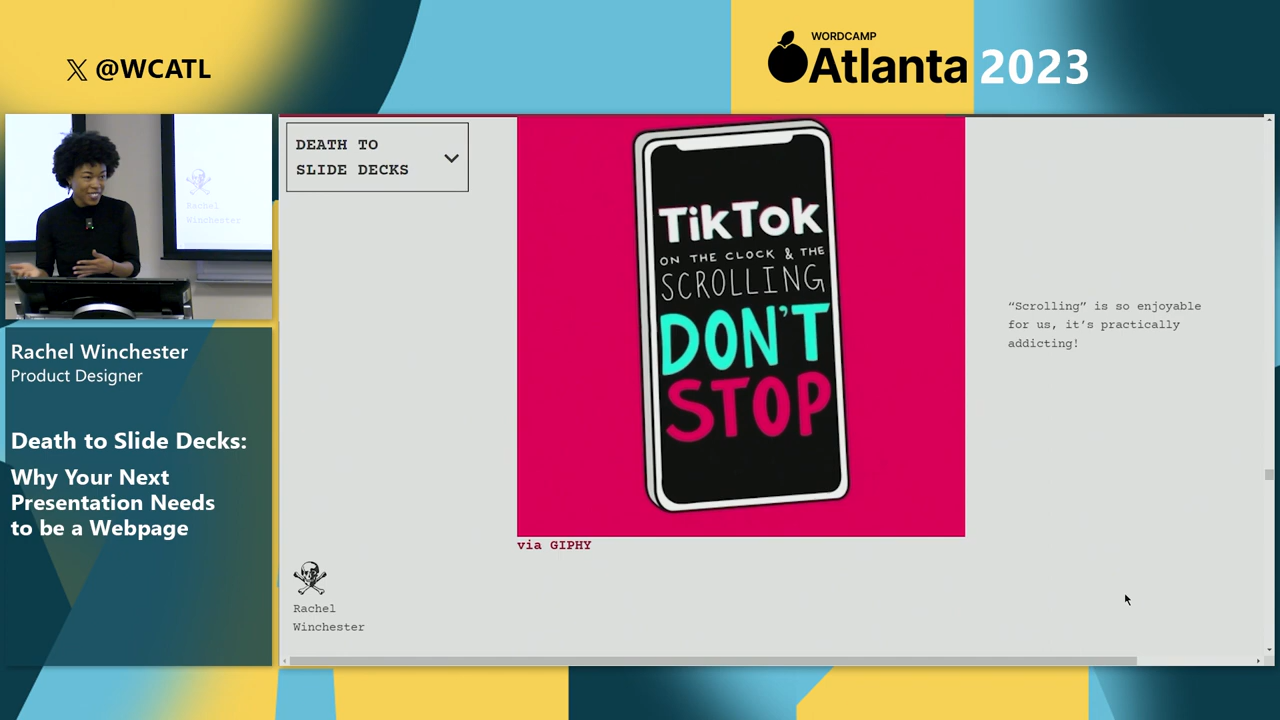 𝕏 @WCATL
WORDCAMP
Atlanta 2023
Rachel
Winchester
Rachel Winchester
Product Designer
Death to Slide Decks:
Why Your Next
Presentation Needs
to be a Webpage
DEATH TO
SLIDE DECKS
TikTok
ON THE CLOCK & THE
SCROLLING
DON'T
STOP
via GIPHY
“Scrolling” is so enjoyable
for us, it’s practically
addicting!
Rachel
Winchester